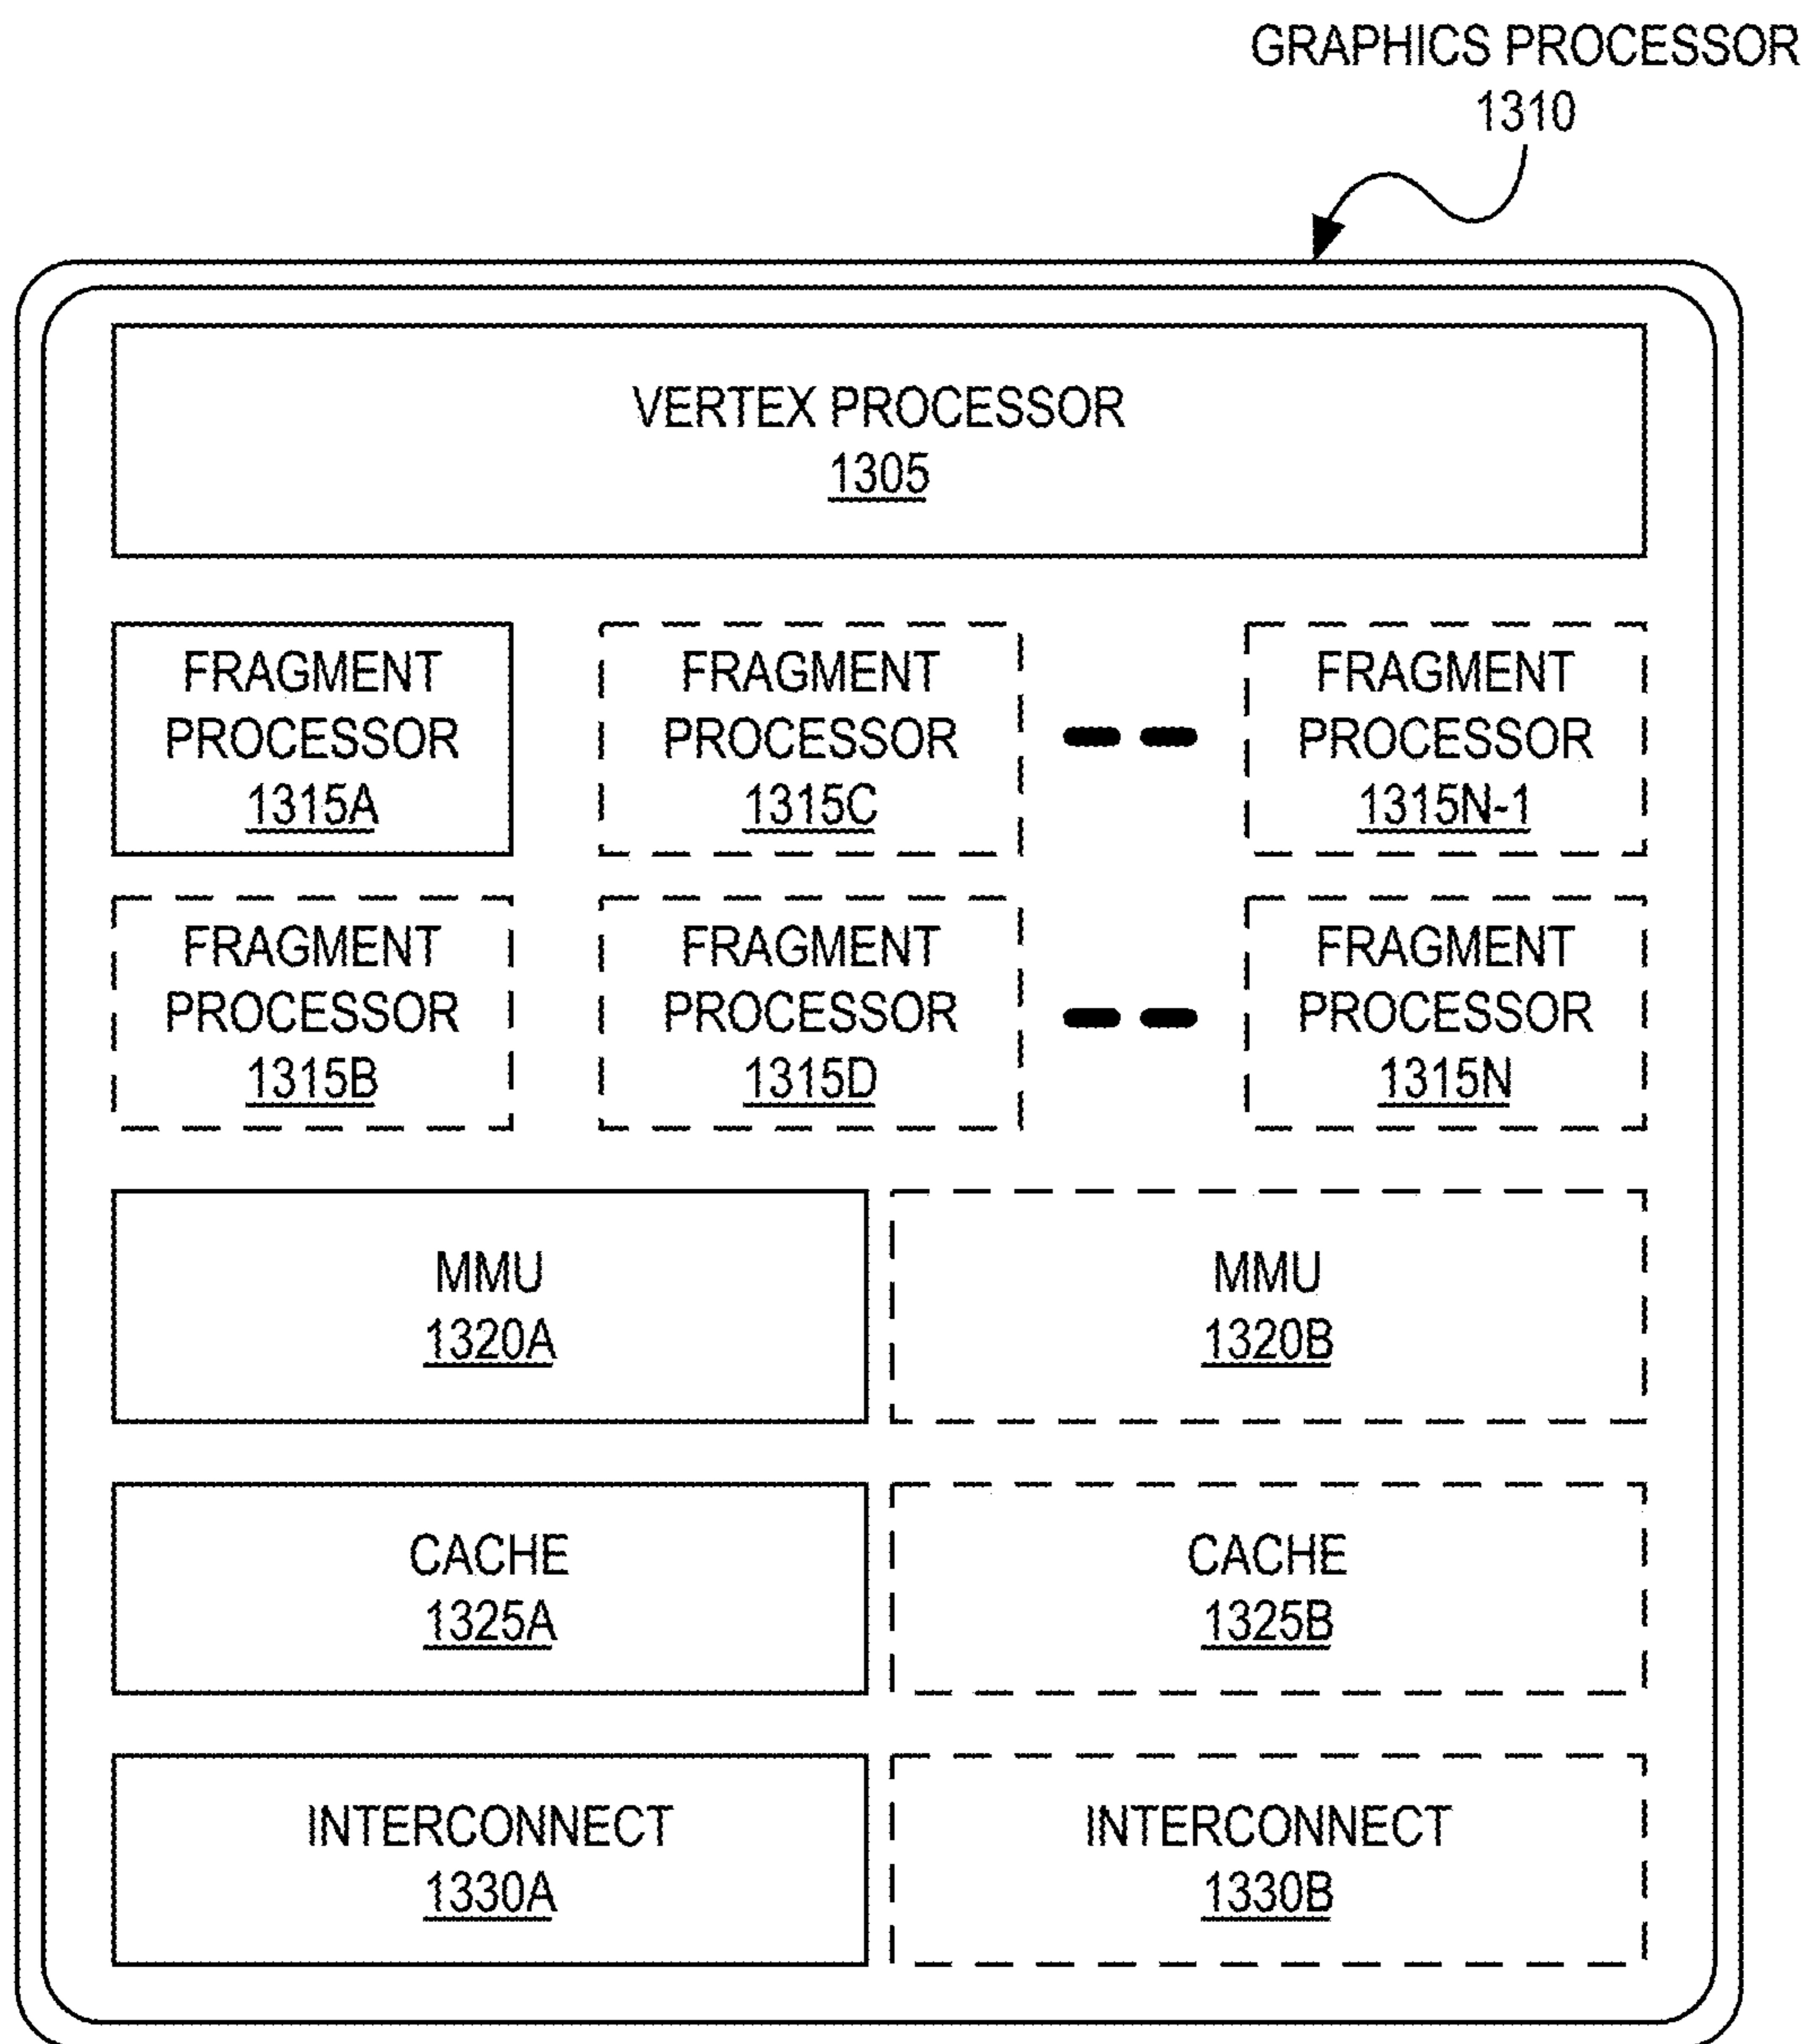 GRAPHICS PROCESSOR
1310
VERTEX PROCESSOR
1305
FRAGMENT
PROCESSOR
1315A
FRAGMENT
PROCESSOR
1315C
FRAGMENT
PROCESSOR
1315N-1
FRAGMENT
PROCESSOR
1315B
FRAGMENT
PROCESSOR
1315D
FRAGMENT
PROCESSOR
1315N
MMU
1320A
MMU
1320B
CACHE
1325A
CACHE
1325B
INTERCONNECT
1330A
INTERCONNECT
1330B